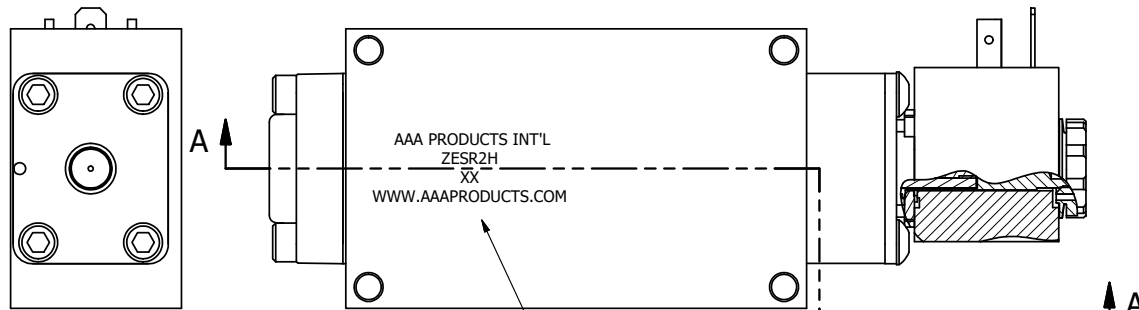 A
AAA PRODUCTS INT'L
ZESR2H
XX
WWW.AAAPRODUCTS.COM
A